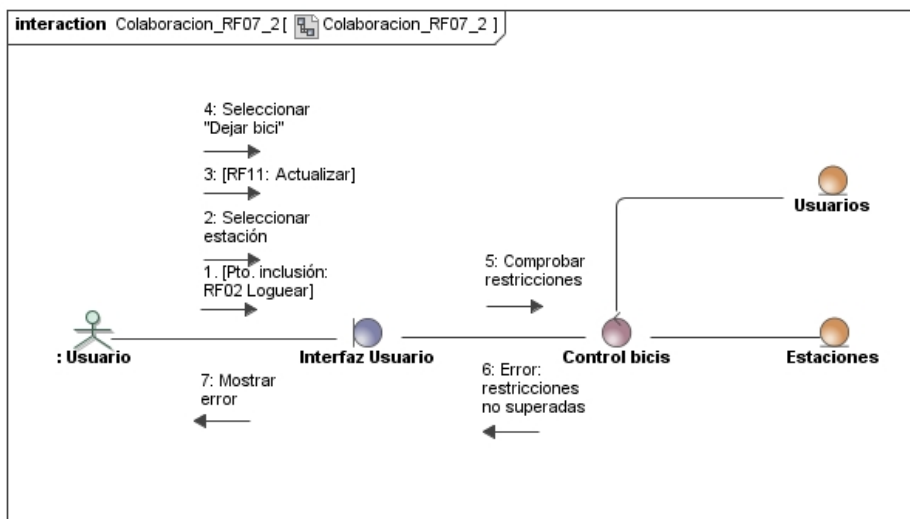 interaction Colaboracion_RF07_2[ Colaboracion_RF07_2 ]
4: Seleccionar
"Dejar bici"
3: [RF11: Actualizar]
2: Seleccionar
estación
1. [Pto. inclusión:
RF02 Loguear]
Usuarios
5: Comprobar
restricciones
: Usuario
Interfaz Usuario
Control bicis
Estaciones
7: Mostrar
error
6: Error:
restricciones
no superadas